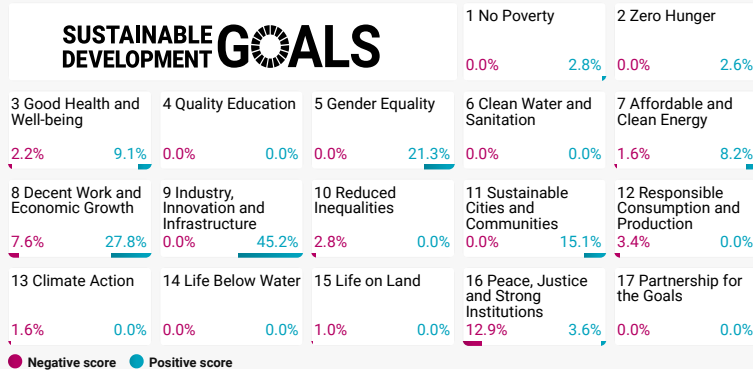 SUSTAINABLE
DEVELOPMENT
GOALS
1 No Poverty
0.0% 2.8%
2 Zero Hunger
0.0% 2.6%
3 Good Health and
Well-being
2.2% 9.1%
4 Quality Education
0.0% 0.0%
5 Gender Equality
0.0% 21.3%
6 Clean Water and
Sanitation
0.0% 0.0%
7 Affordable and
Clean Energy
1.6% 8.2%
8 Decent Work and
Economic Growth
7.6% 27.8%
9 Industry,
Innovation and
Infrastructure
0.0% 45.2%
10 Reduced
Inequalities
2.8% 0.0%
11 Sustainable
Cities and
Communities
0.0% 15.1%
12 Responsible
Consumption and
Production
3.4% 0.0%
13 Climate Action
1.6% 0.0%
14 Life Below Water
0.0% 0.0%
15 Life on Land
1.0% 0.0%
16 Peace, Justice
and Strong
Institutions
12.9% 3.6%
17 Partnership for
the Goals
0.0% 0.0%
Negative score Positive score